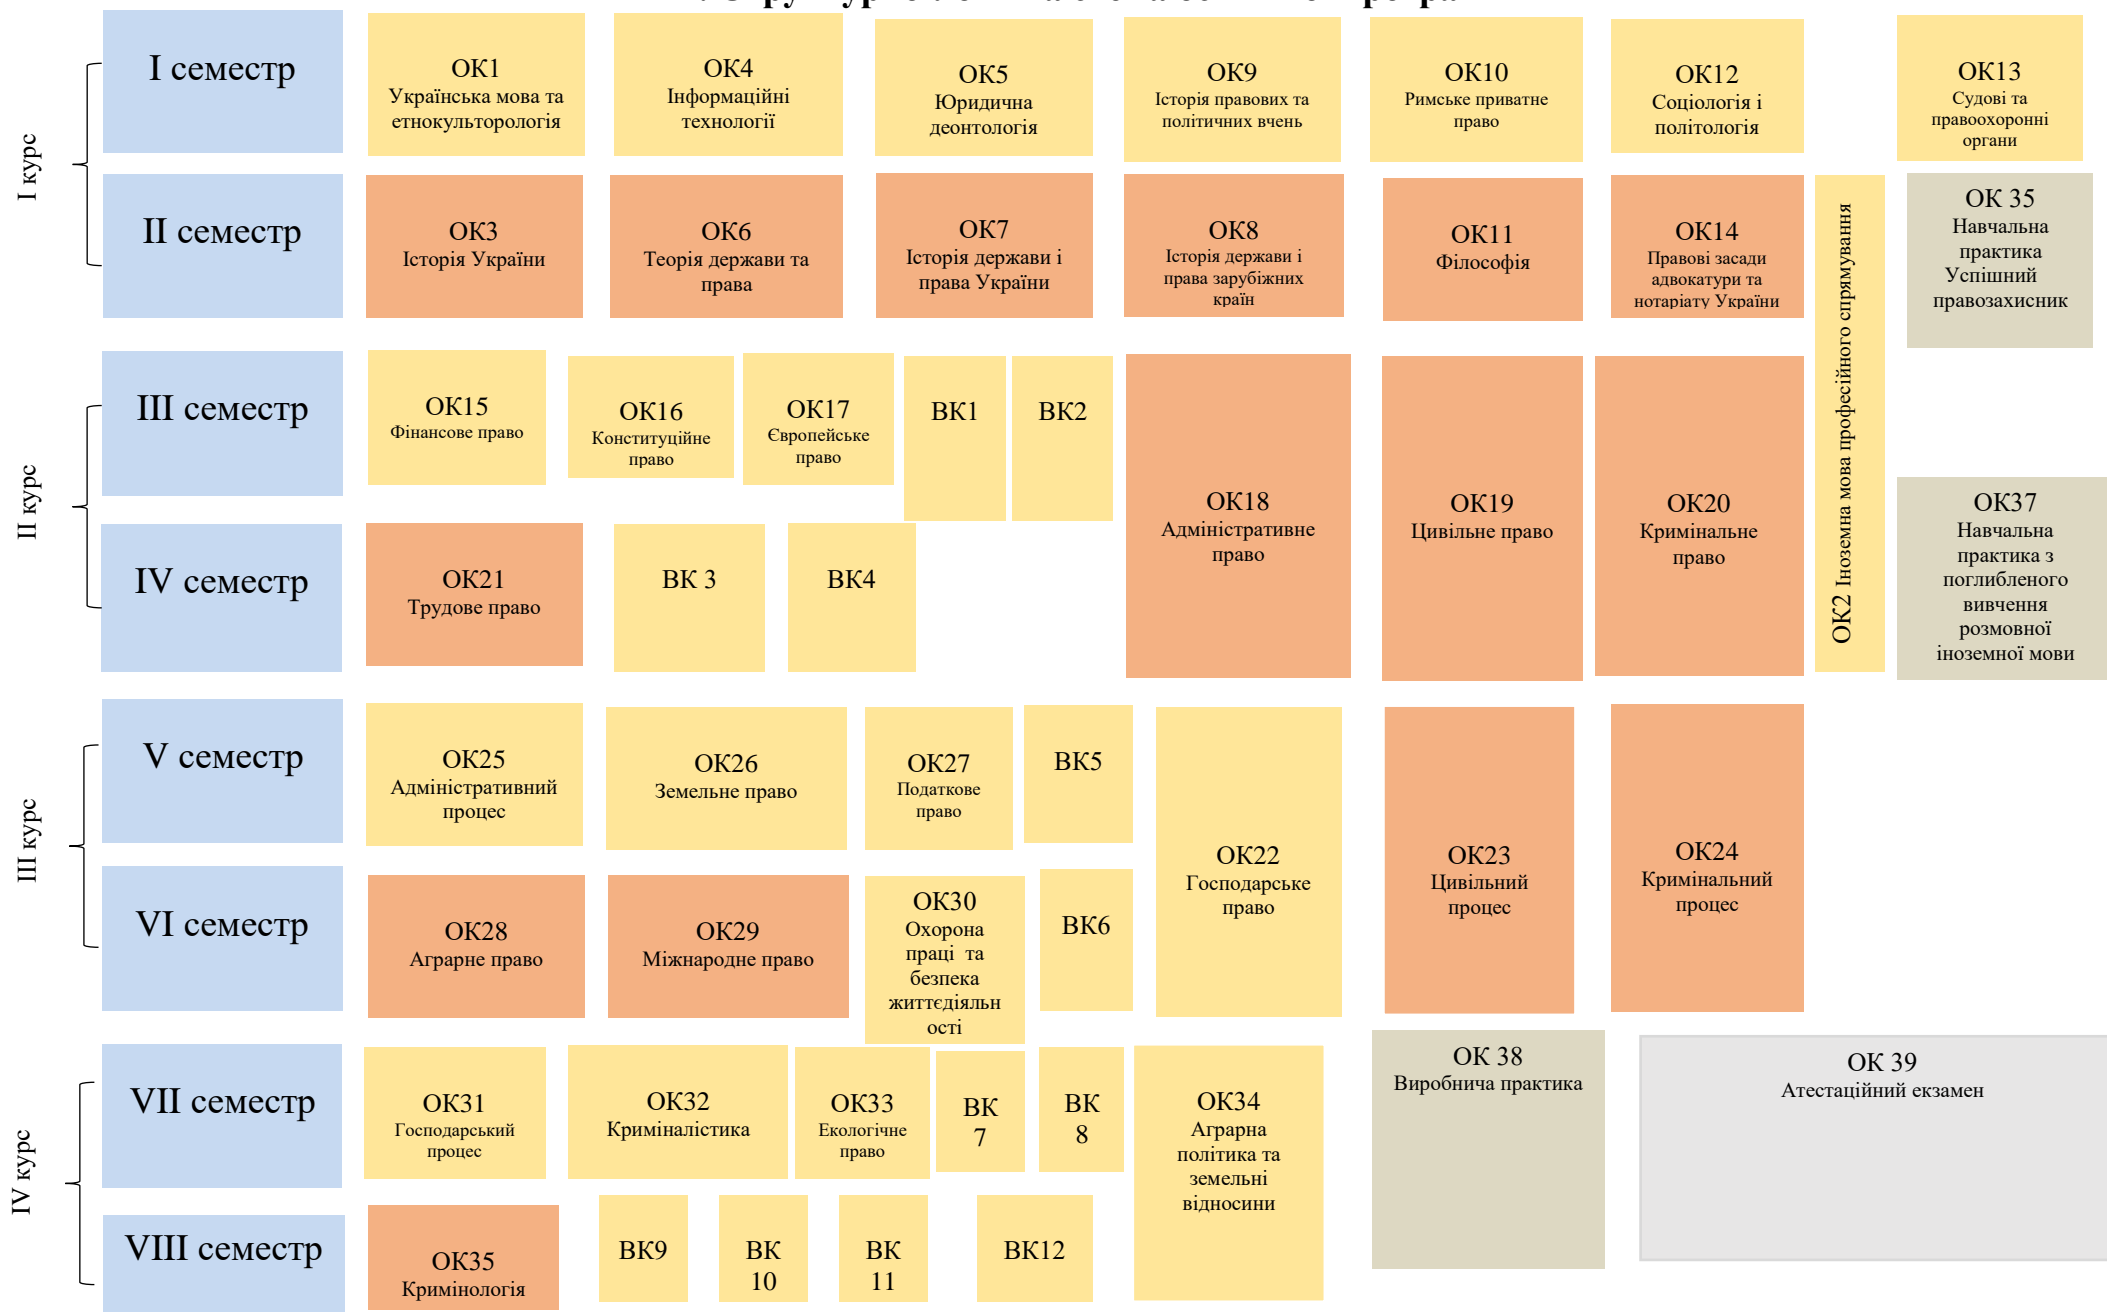 I курс
I семестр
ОК1
Українська мова та
етнокульторологія
ОК4
Інформаційні
технології
ОК5
Юридична
деонтологія
ОК9
Історія правових та
політичних вчень
ОК10
Римське приватне
право
ОК12
Соціологія і
політологія
ОК13
Судові та
правоохоронні
органи
II семестр
ОК3
Історія України
ОК6
Теорія держави та
права
ОК7
Історія держави і
права України
ОК8
Історія держави і
права зарубіжних
країн
ОК11
Філософія
ОК14
Правові засади
адвокатури та
нотаріату України
ОК2 Іноземна мова професійного спрямування
ОК 35
Навчальна
практика
Успішний
правозахисник
II курс
III семестр
ОК15
Фінансове право
ОК16
Конституційне
право
ОК17
Європейське
право
ВК1
ВК2
ОК18
Адміністративне
право
ОК19
Цивільне право
ОК20
Кримінальне
право
ОК37
Навчальна
практика з
поглибленого
вивчення
розмовної
іноземної мови
IV семестр
ОК21
Трудове право
ВК 3
ВК4
III курс
V семестр
ОК25
Адміністративний
процес
ОК26
Земельне право
ОК27
Податкове
право
ВК5
ОК22
Господарське
право
ОК23
Цивільний
процес
ОК24
Кримінальний
процес
VI семестр
ОК28
Аграрне право
ОК29
Міжнародне право
ОК30
Охорона
праці та
безпека
життєдіяльн
ості
ВК6
IV курс
VII семестр
ОК31
Господарський
процес
ОК32
Криміналістика
ОК33
Екологічне
право
ВК
7
ВК
8
ОК34
Аграрна
політика та
земельні
відносини
ОК 38
Виробнича практика
ОК 39
Атестаційний екзамен
VIII семестр
ОК35
Кримінологія
ВК9
ВК
10
ВК
11
ВК12